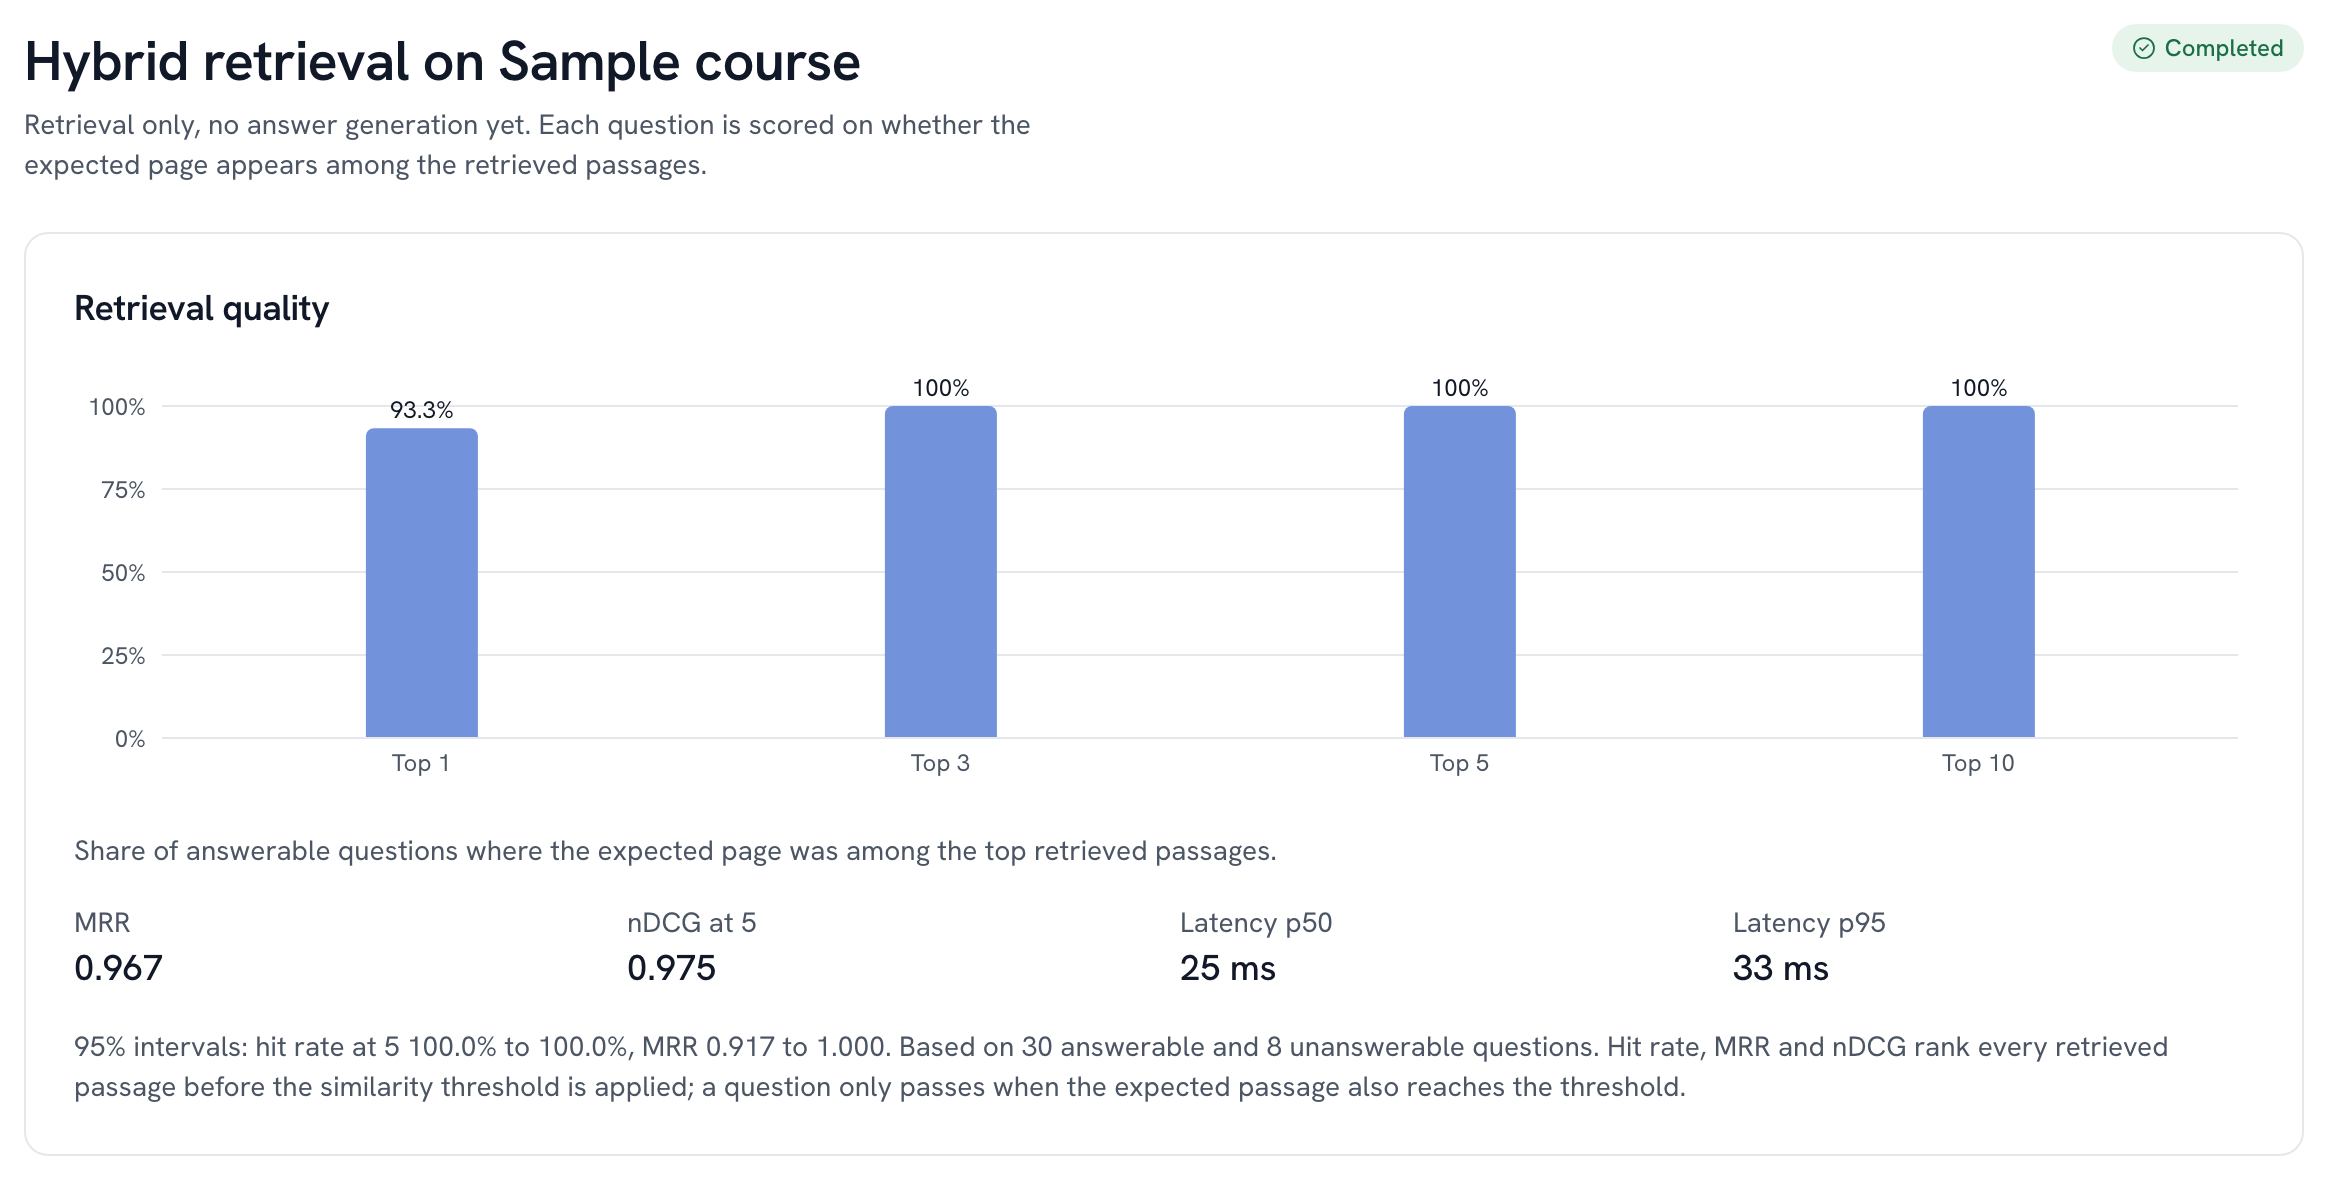 Hybrid retrieval on Sample course
Completed
Retrieval only, no answer generation yet. Each question is scored on whether the
expected page appears among the retrieved passages.
Retrieval quality
100%
75%
50%
25%
0%
93.3%
100%
100%
100%
Top 1
Top 3
Top 5
Top 10
Share of answerable questions where the expected page was among the top retrieved passages.
MRR
0.967
nDCG at 5
0.975
Latency p50
25 ms
Latency p95
33 ms
95% intervals: hit rate at 5 100.0% to 100.0%, MRR 0.917 to 1.000. Based on 30 answerable and 8 unanswerable questions. Hit rate, MRR and nDCG rank every retrieved
passage before the similarity threshold is applied; a question only passes when the expected passage also reaches the threshold.